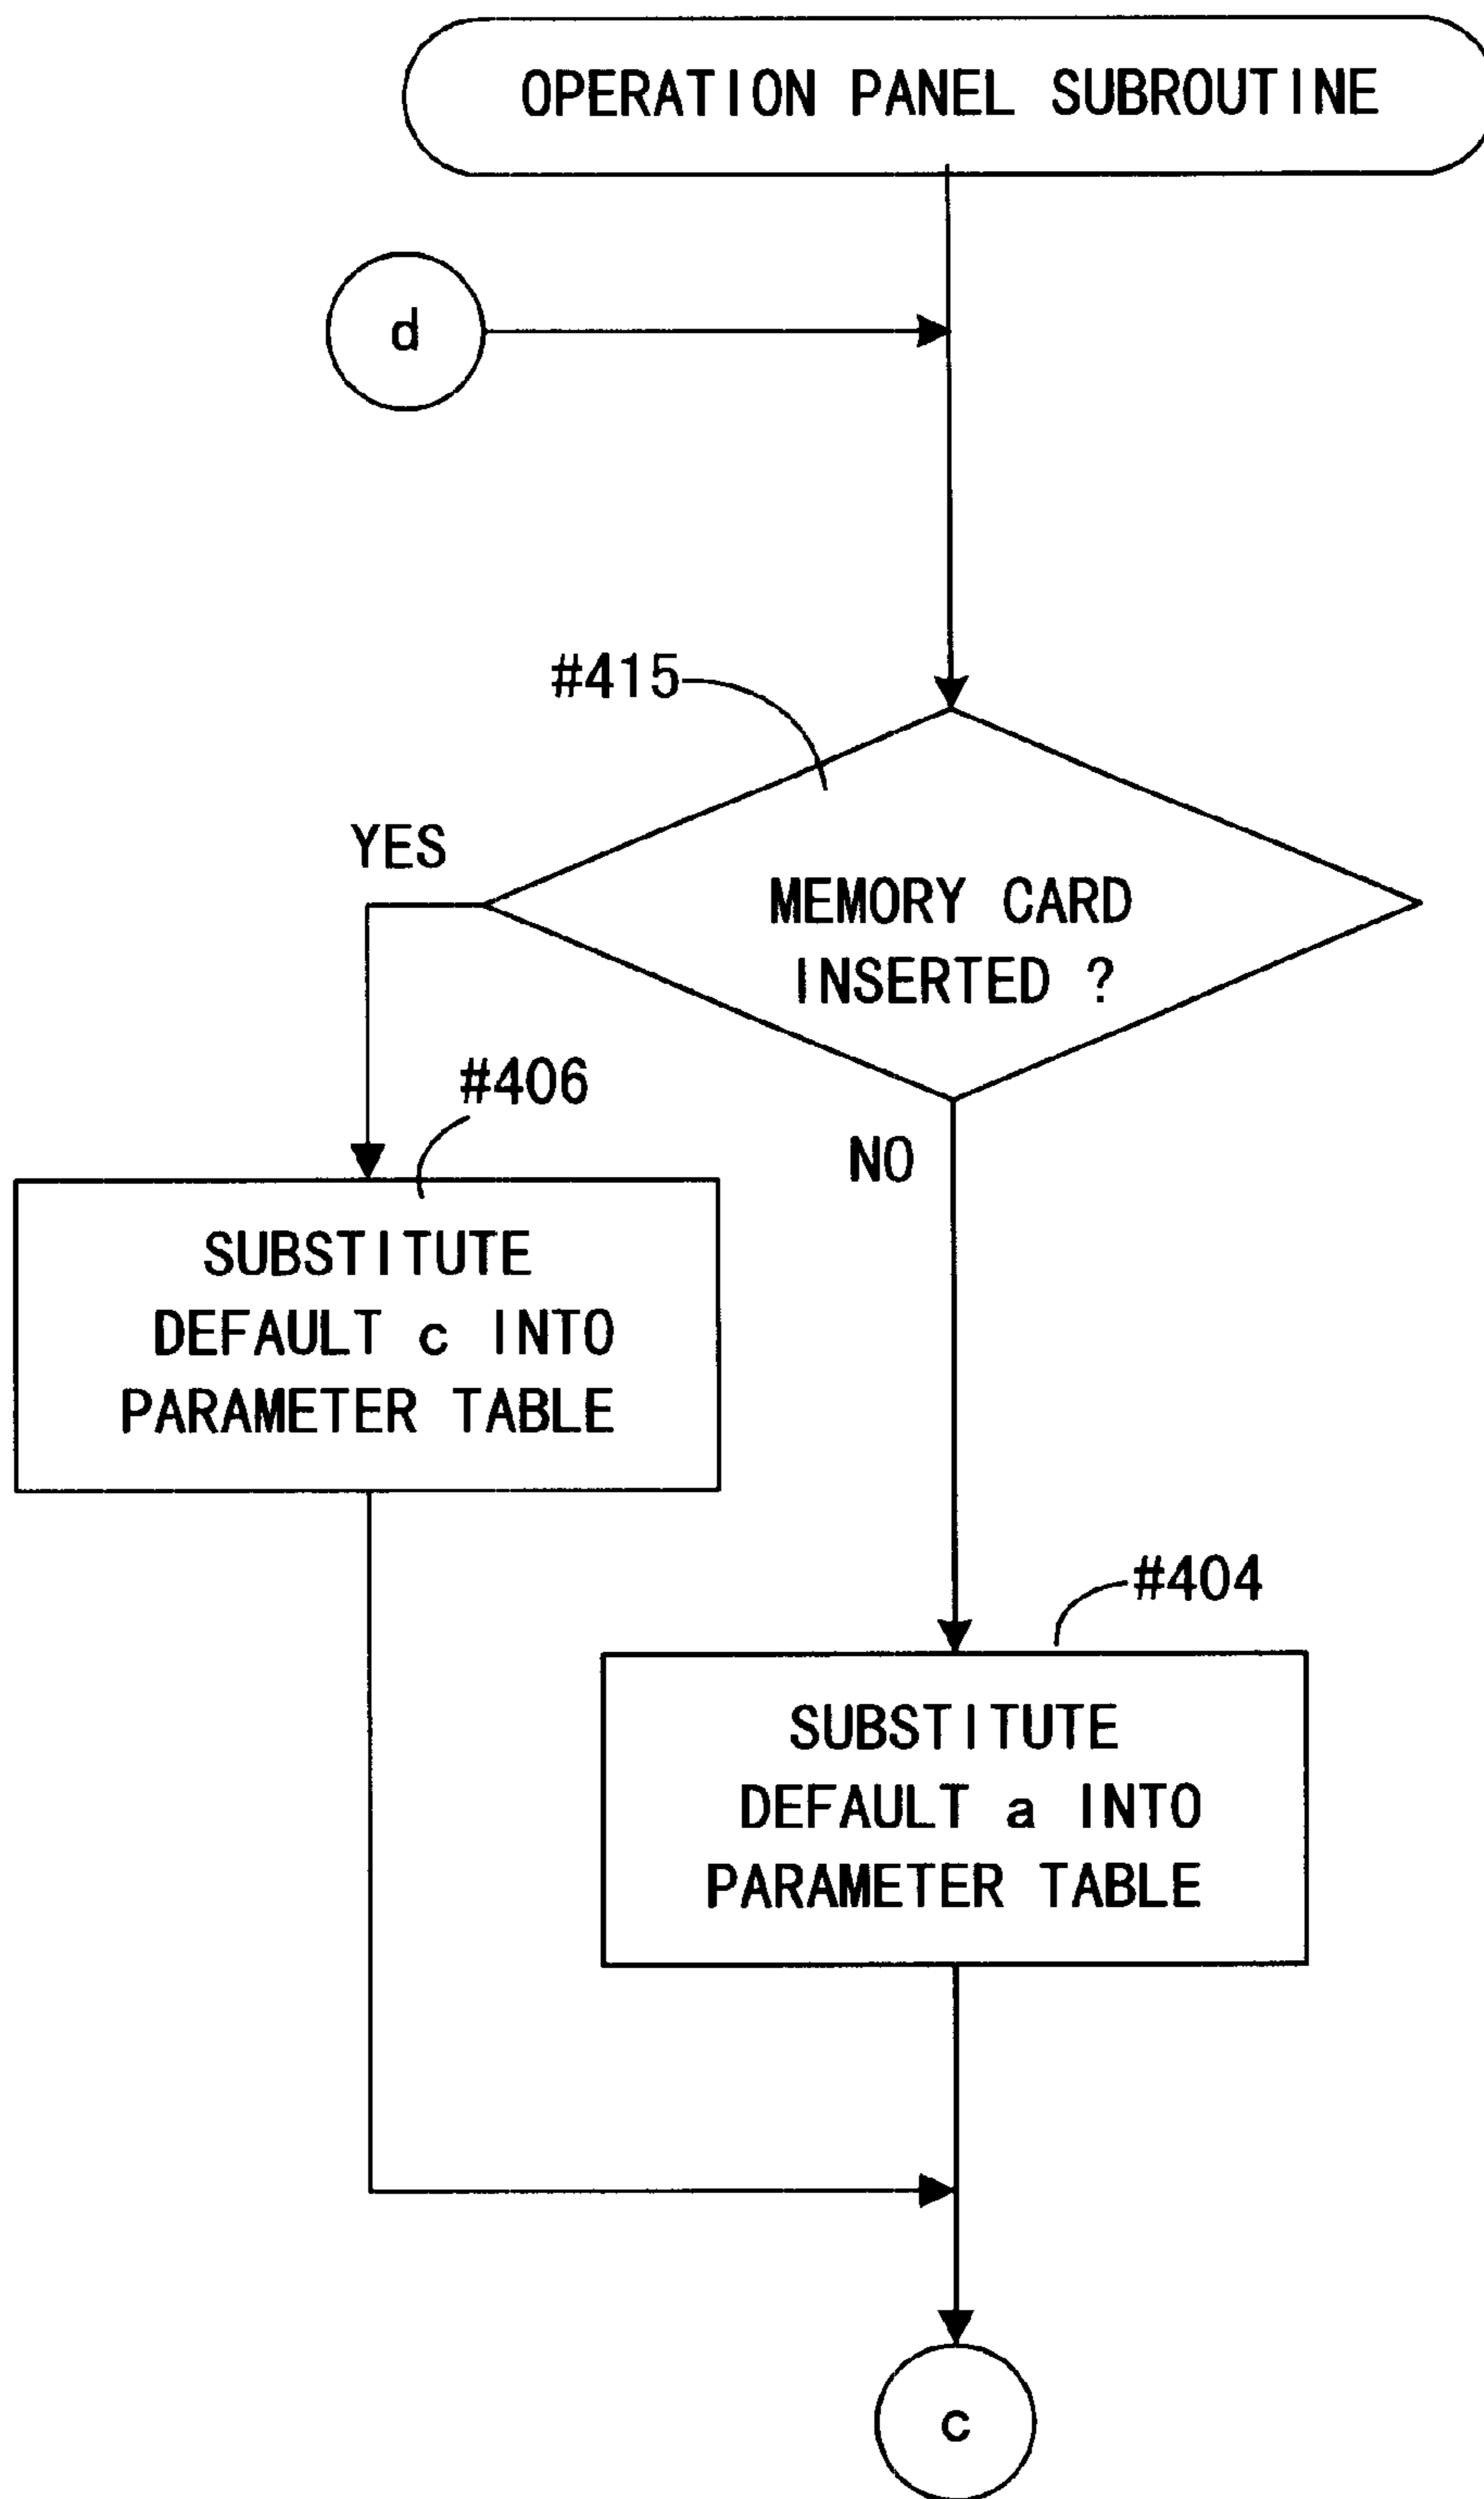 OPERATION PANEL SUBROUTINE
d
#415
YES
MEMORY CARD
INSERTED ?
#406
NO
SUBSTITUTE
DEFAULT c INTO
PARAMETER TABLE
#404
SUBSTITUTE
DEFAULT a INTO
PARAMETER TABLE
c